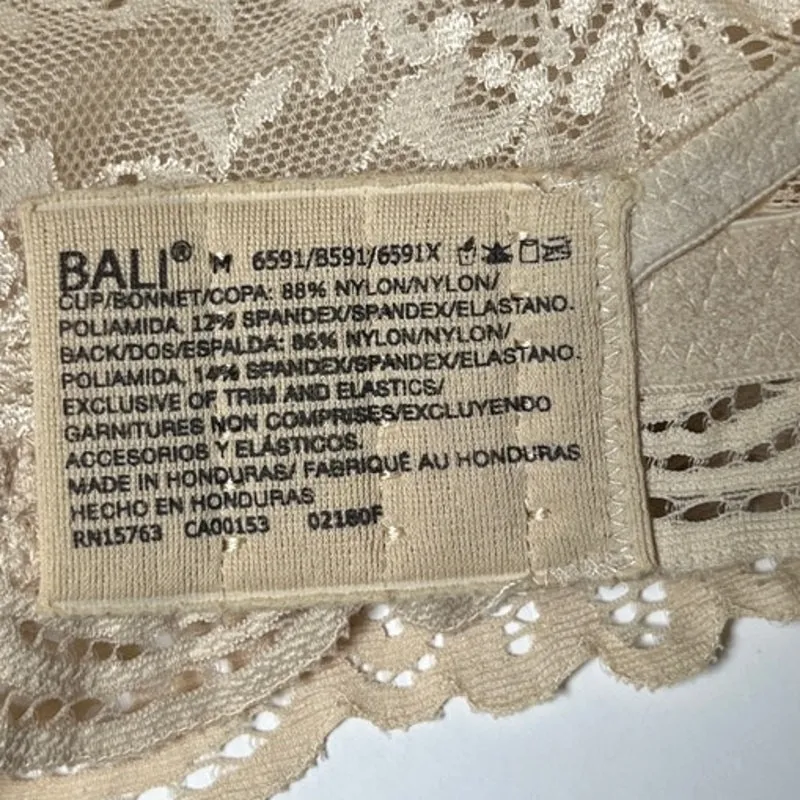 BALI® M 6591/B591/6591X
CUP/BONNET/COPA: 88% NYLON/NYLON/
POLIAMIDA, 12% SPANDEX/SPANDEX/ELASTANO.
BACK/DOS/ESPALDA: 86% NYLON/NYLON/
POLIAMIDA, 14% SPANDEX/SPANDEX/ELASTANO.
EXCLUSIVE OF TRIM AND ELASTICS/
GARNITURES NON COMPRISES/EXCLUYENDO
ACCESORIOS Y ELÁSTICOS.
MADE IN HONDURAS/ FABRIQUÉ AU HONDURAS
HECHO EN HONDURAS
RN15763 CA00153 02180F